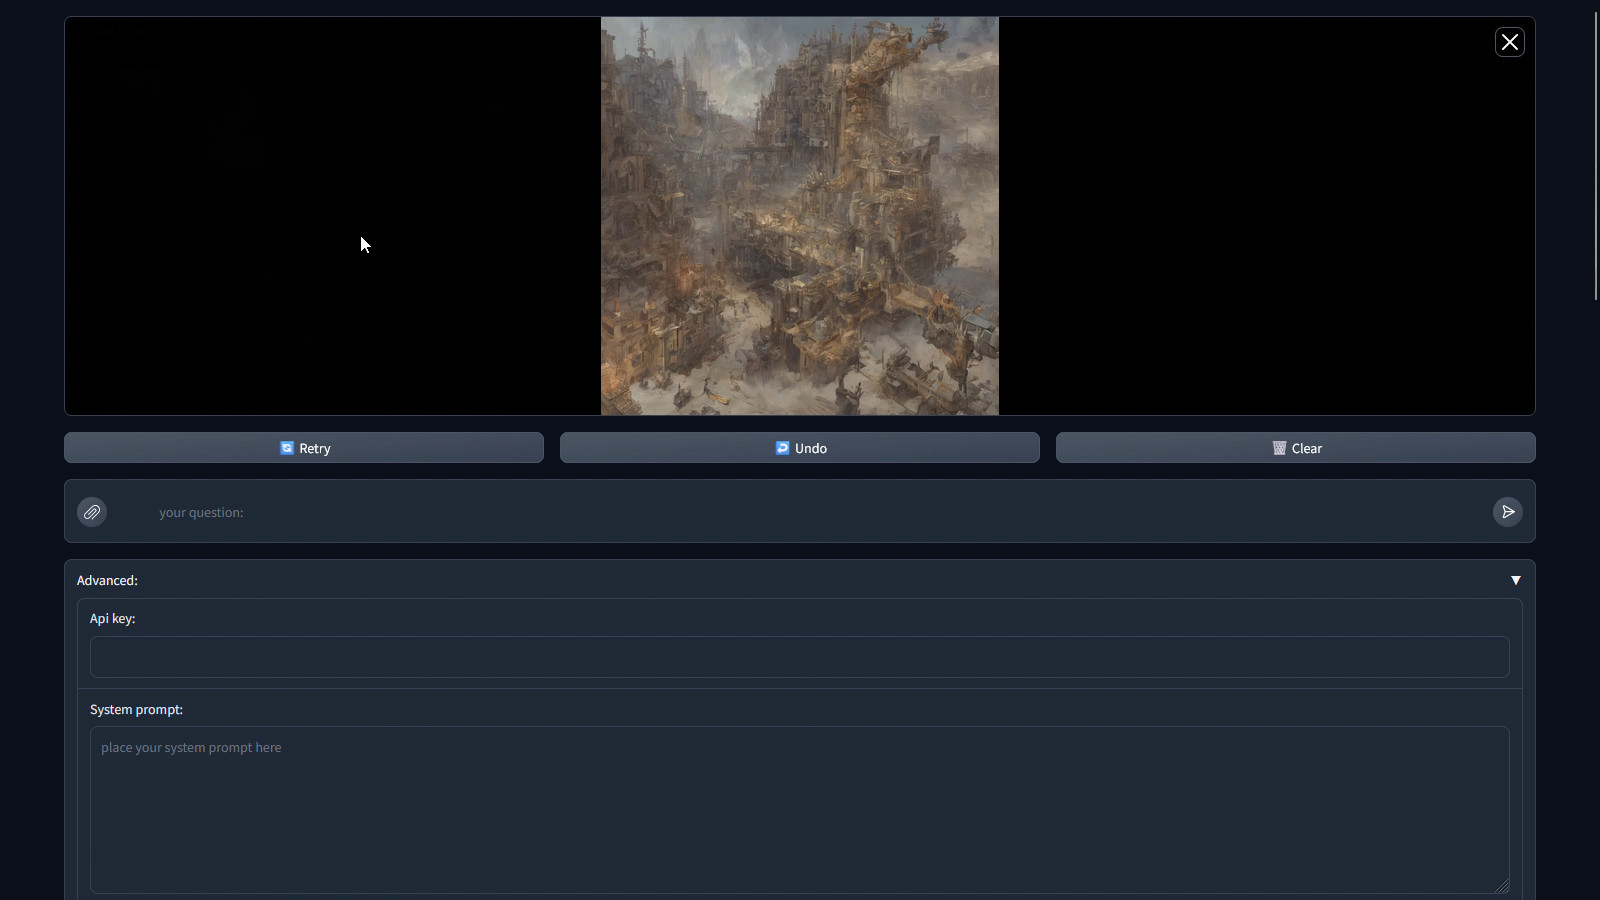 Retry
Undo
Clear
your question:
Advanced:
Api key:
System prompt:
place your system prompt here